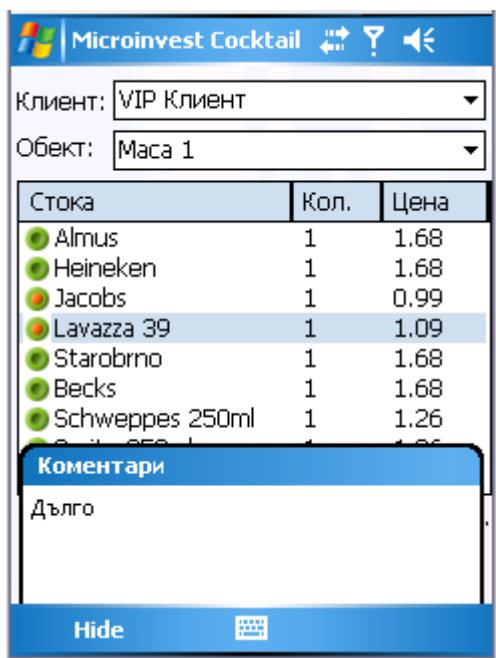 Microinvest Cocktail
Клиент: VIP Клиент
Обект: Маса 1
Стока Кол. Цена
Almus 1 1.68
Heineken 1 1.68
Jacobs 1 0.99
Lavazza 39 1 1.09
Starobrno 1 1.68
Becks 1 1.68
Schweppes 250ml 1 1.26
Коментари
Дълго
Hide